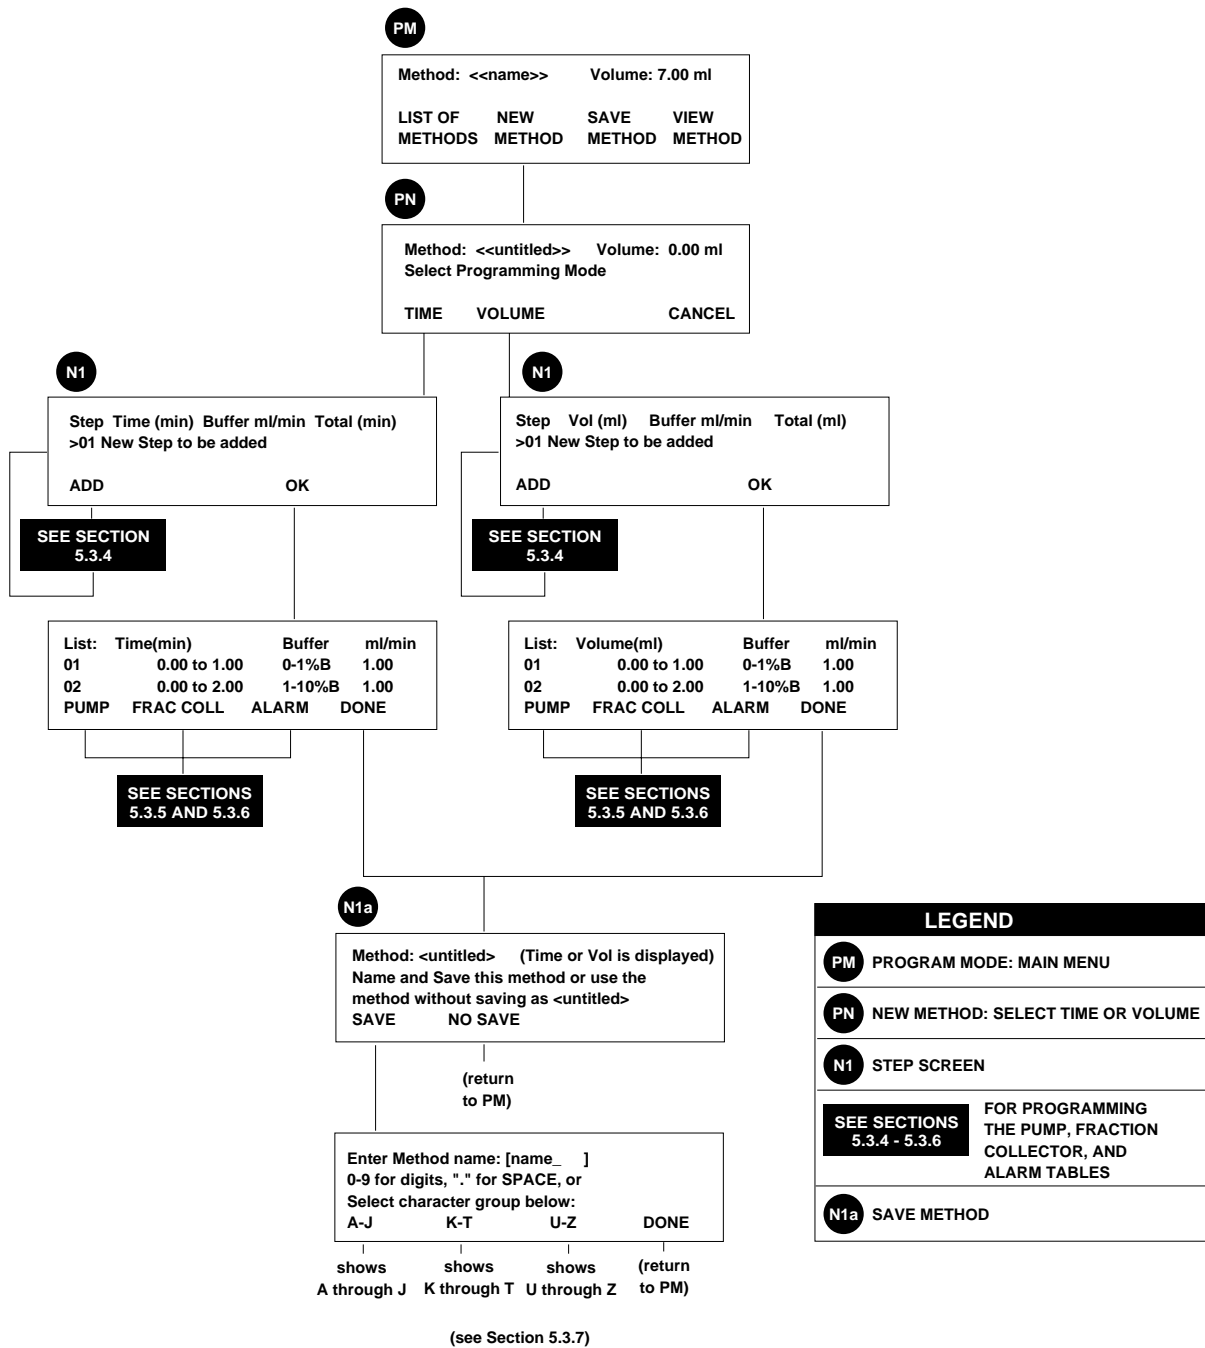 PM
Method: <<name>> Volume: 7.00 ml
LIST OF NEW SAVE VIEW
METHODS METHOD METHOD METHOD
PN
Method: <<untitled>> Volume: 0.00 ml
Select Programming Mode
TIME VOLUME CANCEL
N1
Step Time (min) Buffer ml/min Total (min)
>01 New Step to be added
ADD OK
SEE SECTION
5.3.4
N1
Step Vol (ml) Buffer ml/min Total (ml)
>01 New Step to be added
ADD OK
SEE SECTION
5.3.4
List: Time(min) Buffer ml/min
01 0.00 to 1.00 0-1%B 1.00
02 0.00 to 2.00 1-10%B 1.00
PUMP FRAC COLL ALARM DONE
SEE SECTIONS
5.3.5 AND 5.3.6
List: Volume(ml) Buffer ml/min
01 0.00 to 1.00 0-1%B 1.00
02 0.00 to 2.00 1-10%B 1.00
PUMP FRAC COLL ALARM DONE
SEE SECTIONS
5.3.5 AND 5.3.6
N1a
Method: <untitled> (Time or Vol is displayed)
Name and Save this method or use the
method without saving as <untitled>
SAVE NO SAVE
(return
to PM)
Enter Method name: [name_ ]
0-9 for digits, "." for SPACE, or
Select character group below:
A-J K-T U-Z DONE
shows shows shows (return
A through J K through T U through Z to PM)
(see Section 5.3.7)
LEGEND
PM PROGRAM MODE: MAIN MENU
PN NEW METHOD: SELECT TIME OR VOLUME
N1 STEP SCREEN
SEE SECTIONS
5.3.4 - 5.3.6
FOR PROGRAMMING
THE PUMP, FRACTION
COLLECTOR, AND
ALARM TABLES
N1a SAVE METHOD